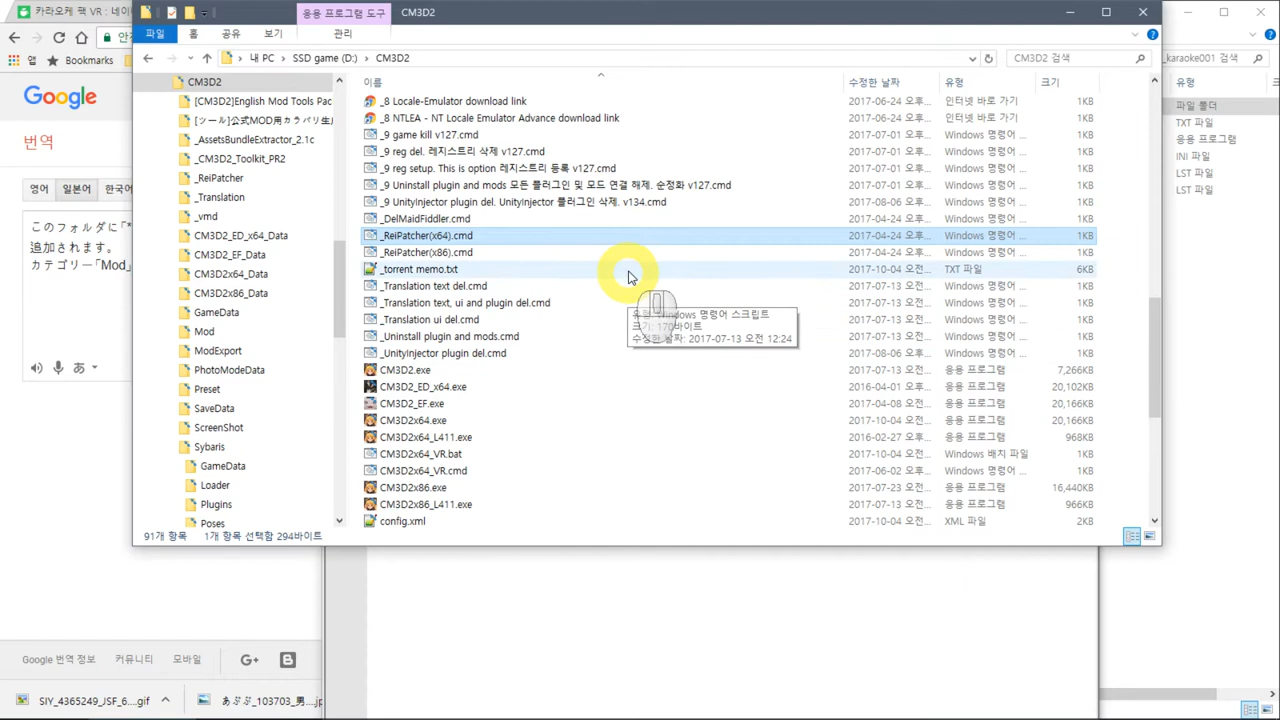 카라오케 곡 VR : 네이
응용 프로그램 도구
CM3D2
파일
홈
공유
보기
관리
내 PC
SSD game (D:)
CM3D2
CM3D2 검색
_karaoke001 검색
앱
Bookmarks
Google
번역
영어
일본어
한국어
追加されます。
カテゴリー「Mod」
CM3D2
[CM3D2]English Mod Tools Pac
[ツール]公式MOD用カラパリ生
_AssetsBundleExtractor_2.1c
_CM3D2_Toolkit_PR2
_ReiPatcher
_Translation
_vmd
CM3D2_ED_x64_Data
CM3D2_EF_Data
CM3D2x64_Data
CM3D2x86_Data
GameData
Mod
ModExport
PhotoModeData
Preset
SaveData
ScreenShot
Sybaris
GameData
Loader
Plugins
Poses
이름
수정한 날짜
유형
크기
_8 Locale-Emulator download link 2017-06-24 오후... 인터넷 바로 가기 1KB
_8 NTLEA - NT Locale Emulator Advance download link 2017-06-24 오후... 인터넷 바로 가기 1KB
_9 game kill v127.cmd 2017-07-01 오후... Windows 명령어 ... 1KB
_9 reg del. 레지스트리 삭제 v127.cmd 2017-07-01 오후... Windows 명령어 ... 1KB
_9 reg setup. This is option 레지스트리 등록 v127.cmd 2017-07-01 오후... Windows 명령어 ... 1KB
_9 Uninstall plugin and mods 모든 플러그인 및 모드 연결 해제. 순정화 v127.cmd 2017-07-01 오후... Windows 명령어 ... 1KB
_9 UnityInjector plugin del. UnityInjector 플러그인 삭제. v134.cmd 2017-08-06 오후... Windows 명령어 ... 1KB
_DelMaidFiddler.cmd 2017-04-24 오후... Windows 명령어 ... 1KB
_ReiPatcher(x64).cmd 2017-04-24 오후... Windows 명령어 ... 1KB
_ReiPatcher(x86).cmd 2017-04-24 오후... Windows 명령어 ... 1KB
_torrent memo.txt 2017-10-04 오전... TXT 파일 6KB
_Translation text del.cmd 2017-07-13 오전... Windows 명령어 ... 1KB
_Translation text, ui and plugin del.cmd 2017-07-13 오전... Windows 명령어 ... 1KB
_Translation ui del.cmd 2017-07-13 오전... Windows 명령어 ... 1KB
_Uninstall plugin and mods.cmd 2017-07-13 오전... Windows 명령어 ... 1KB
_UnityInjector plugin del.cmd 2017-08-06 오전... Windows 명령어 ... 1KB
CM3D2.exe 2017-07-13 오전... 응용 프로그램 7,266KB
CM3D2_ED_x64.exe 2016-04-01 오전... 응용 프로그램 20,102KB
CM3D2_EF.exe 2017-04-08 오전... 응용 프로그램 20,166KB
CM3D2x64.exe 2017-10-04 오전... 응용 프로그램 20,166KB
CM3D2x64_L411.exe 2016-02-27 오전... 응용 프로그램 968KB
CM3D2x64_VR.bat 2017-10-04 오전... Windows 배치 파일 1KB
CM3D2x64_VR.cmd 2017-06-02 오전... Windows 명령어 ... 1KB
CM3D2x86.exe 2017-07-23 오전... 응용 프로그램 16,440KB
CM3D2x86_L411.exe 2017-07-13 오전... 응용 프로그램 966KB
config.xml 2017-10-04 오전... XML 파일 2KB
크기: 170바이트
수정한 날짜: 2017-07-13 오전 12:24
91개 항목
1개 항목 선택함 294바이트
유형
파일 폴더
TXT 파일
응용 프로그램
INI 파일
LST 파일
LST 파일
Google 번역 정보
커뮤니티
모바일
G+
SIY_4365249_JSF_6....gif
あぶぶ_103703_男_...jp